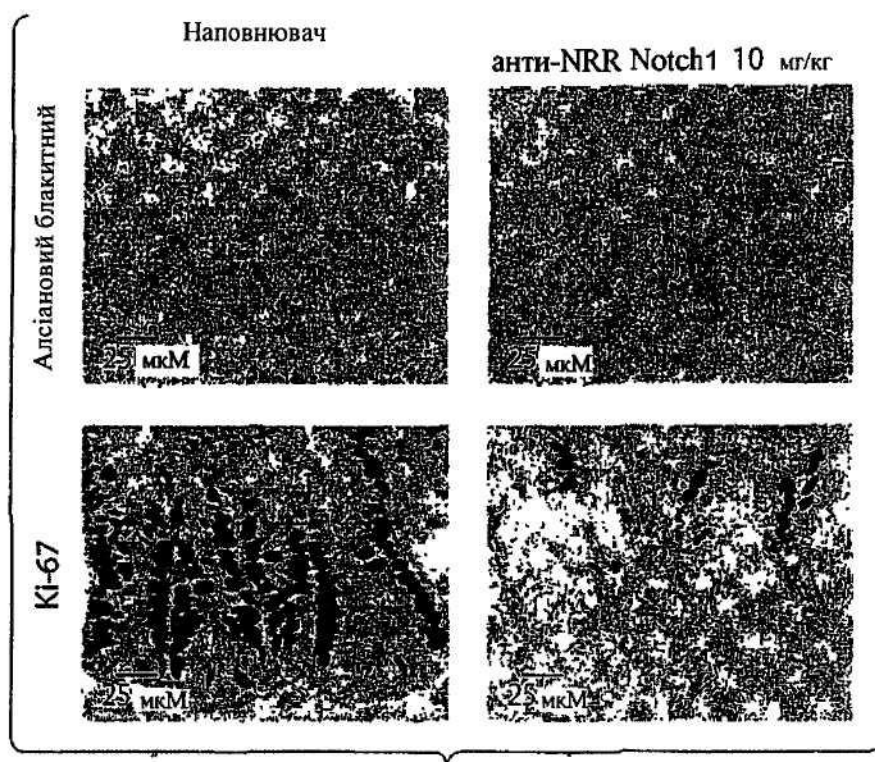 Наповнювач
анти-NRR Notch1 10 мг/кг
Алсіановий блакитний
25 мкМ
25 мкМ
Ki-67
25 мкМ
25 мкМ